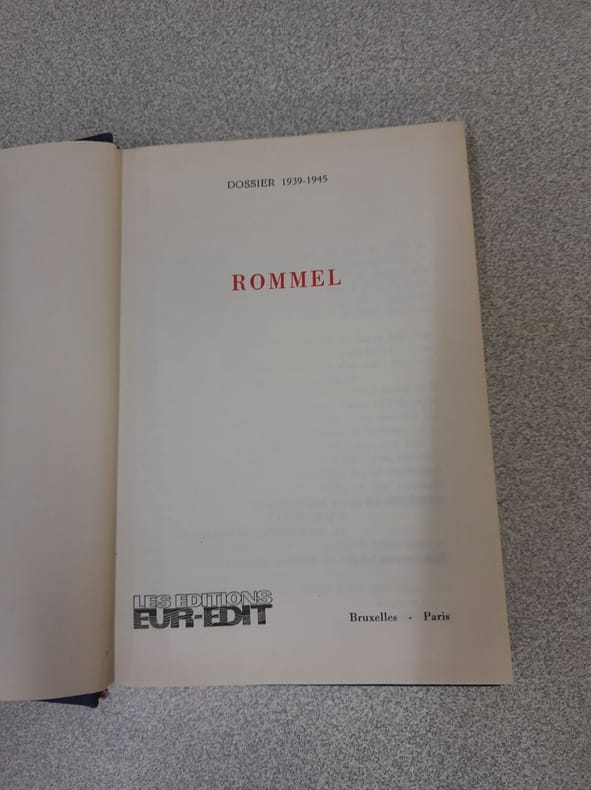 DOSSIER 1939-1945
ROMMEL
LES EDITIONS
EUR-EDIT
Bruxelles - Paris